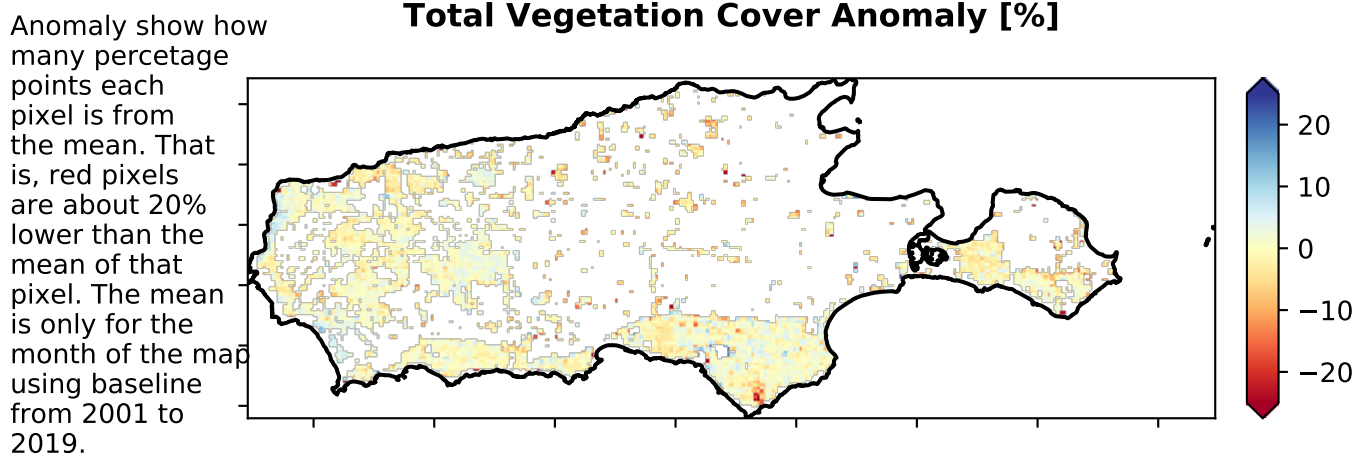 Total Vegetation Cover Anomaly [%]
Anomaly show how
many percetage
points each
pixel is from
the mean. That
is, red pixels
are about 20%
lower than the
mean of that
pixel. The mean
is only for the
month of the map
using baseline
from 2001 to
2019.
20
10
0
−10
−20